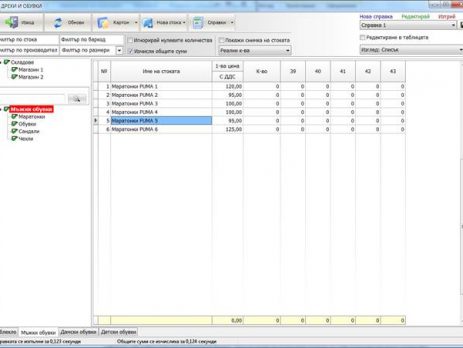 ДРЕХИ И ОБУВКИ
Изход Обнови Картон Нова стока Справка
Нова справка Редактирай Изтрий
Справка 1
Филтър по стока Филтър по баркод Игнорирай нулевите количества Покажи снимка на стоката
Редактиране в таблицата
Филтър по производител Филтър по размери Изчисли общите суми Реални к-ва
Изглед: Списък
Складове
Магазин 1
Магазин 2
Мъжки обувки
Маратонки
Обувки
Сандали
Чехли
№ Име на стоката 1-ва цена С ДДС К-во 39 40 41 42 43
1 Маратонки PUMA 1 120,00 0 0 0 0 0 0
2 Маратонки PUMA 2 95,00 0 0 0 0 0 0
3 Маратонки PUMA 3 100,00 0 0 0 0 0 0
4 Маратонки PUMA 4 100,00 0 0 0 0 0 0
5 Маратонки PUMA 5 95,00 0 0 0 0 0 0
6 Маратонки PUMA 6 125,00 0 0 0 0 0 0
0,00 0 0 0 0 0 0
облекло Мъжки обувки Дамски обувки Детски обувки
равката се изпълни за 0,123 секунди Общите суми се изчислиха за 0,124 секунди